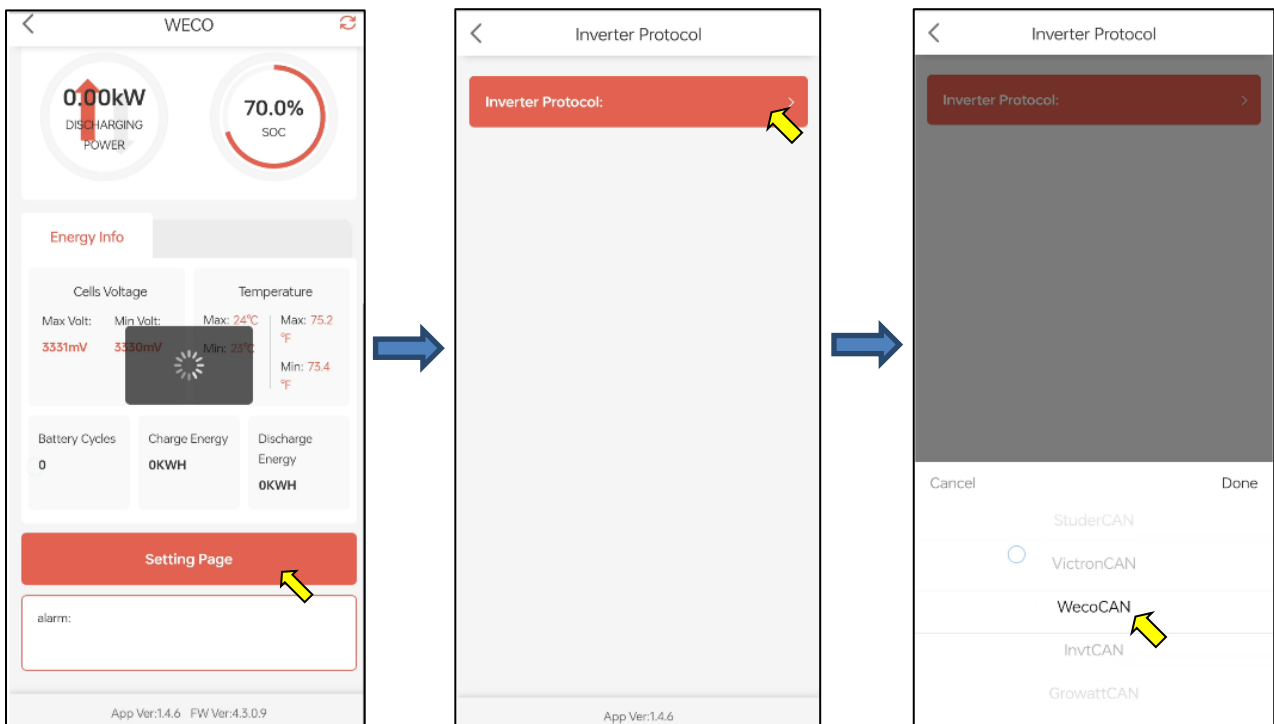 WECO
0.00kW
DISCHARGING
POWER
70.0%
SOC
Energy Info
Cells Voltage
Max Volt: Min Volt:
3331mV 3330mV
Temperature
Max: 24°C
Min: 23°C
Max: 75.2
°F
Min: 73.4
°F
Battery Cycles
0
Charge Energy
0KWH
Discharge
Energy
0KWH
Setting Page
alarm:
App Ver:1.4.6 FW Ver:4.3.0.9
Inverter Protocol
Inverter Protocol:
App Ver:1.4.6
Inverter Protocol
Inverter Protocol:
Cancel Done
StuderCAN
VictronCAN
WecoCAN
InvtCAN
GrowattCAN